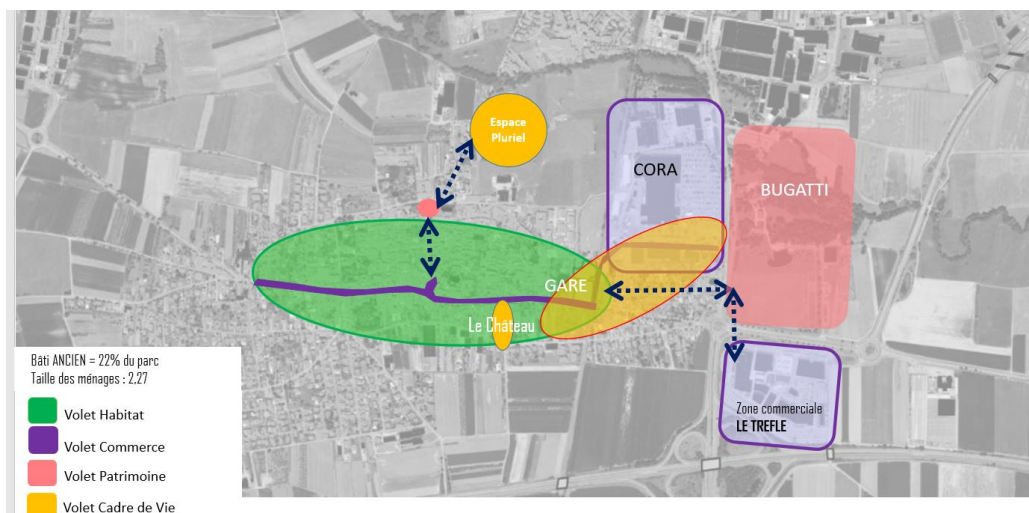 Espace
Pluriel
CORA
BUGATTI
GARE
Le Château
Zone commerciale
LE TREFLE
Bâti ANCIEN = 22% du parc
Taille des ménages : 2,27
Volet Habitat
Volet Commerce
Volet Patrimoine
Volet Cadre de Vie